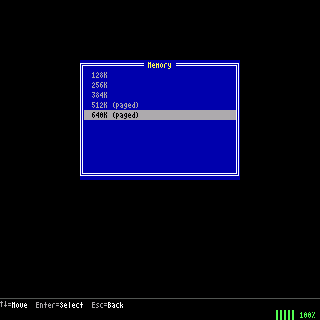 Memory
128K
256K
384K
512K (paged)
640K (paged)
↑↓=Move Enter=Select Esc=Back
100%